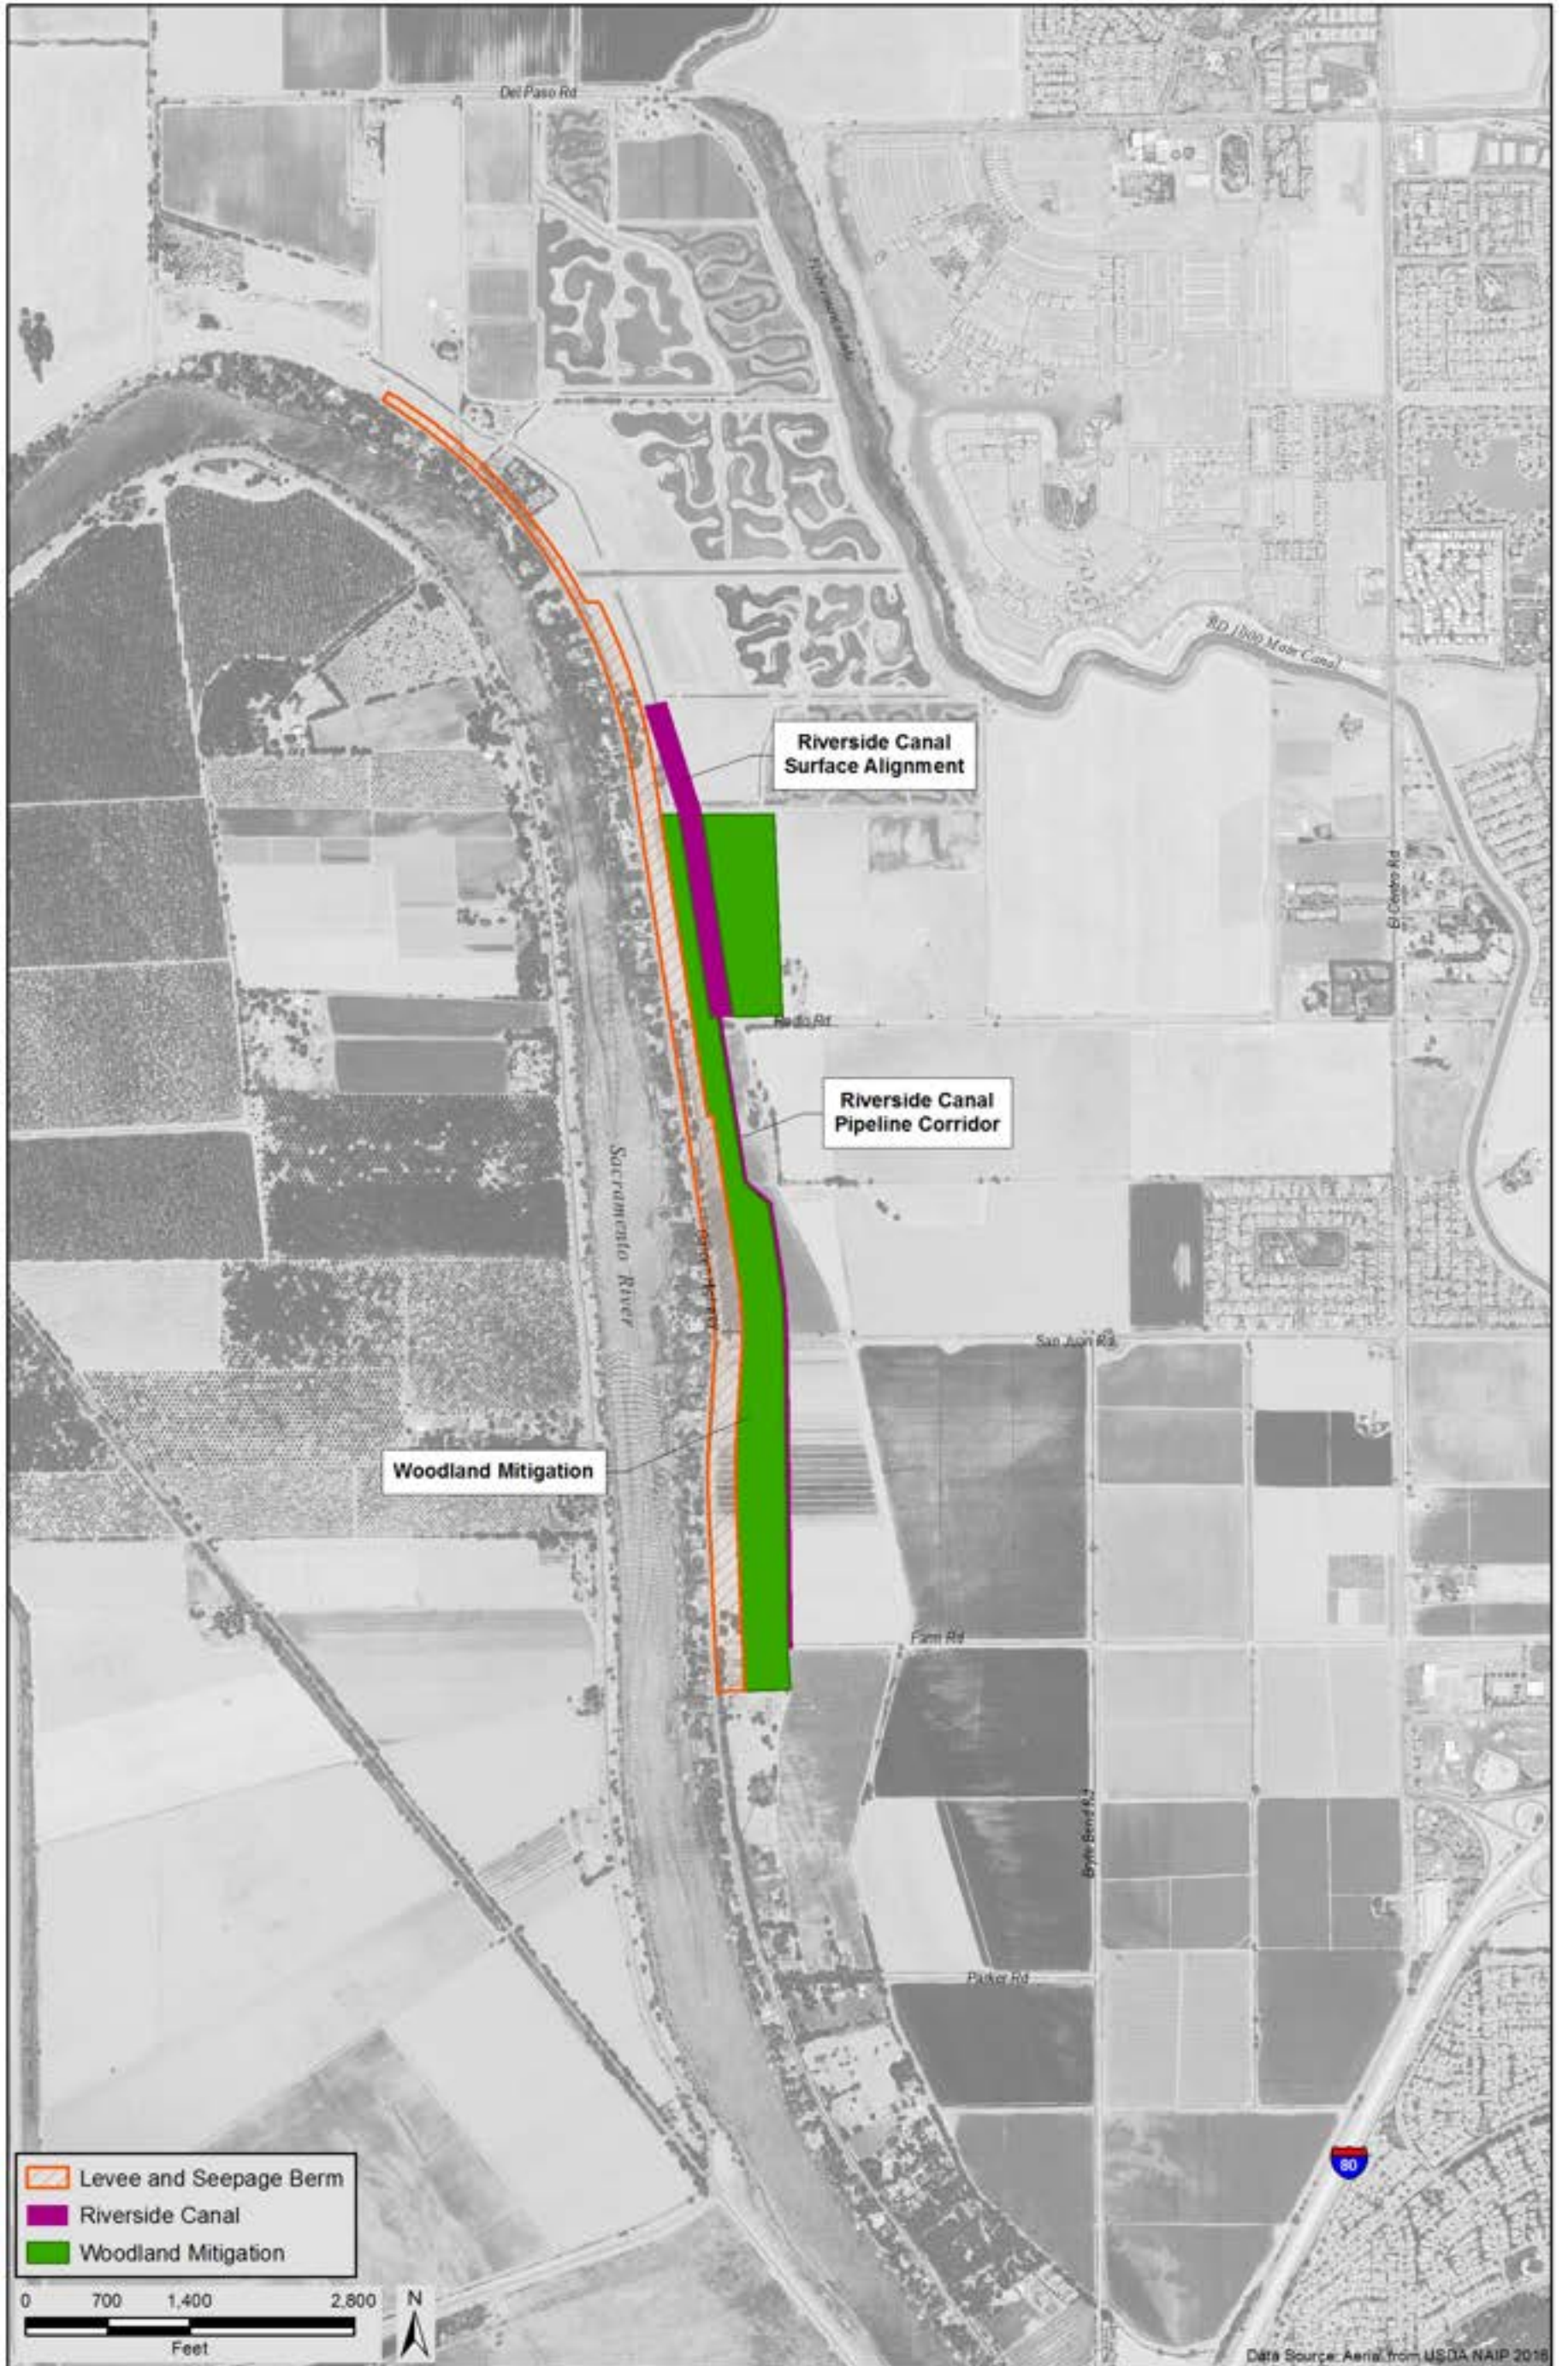 Del Paso Rd
RD 1000 Main Canal
Riverside Canal
Surface Alignment
El Centro Rd
Radio Rd
Riverside Canal
Pipeline Corridor
Sacramento River
San Juan Rd
Woodland Mitigation
Farm Rd
Bryte Bend Rd
Parker Rd
80
Levee and Seepage Berm
Riverside Canal
Woodland Mitigation
0 700 1,400 2,800
Feet
N
Data Source: Aerial from USDA NAIP 2016